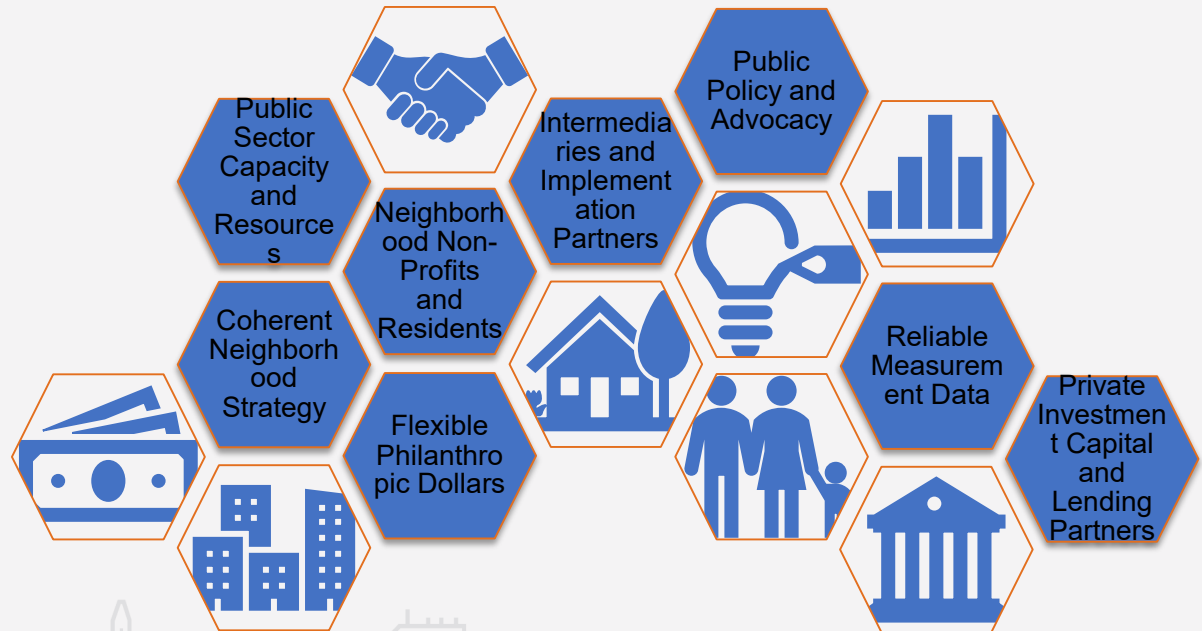 Public
Sector
Capacity
and
Resource
s
Neighborh
ood Non-
Profits
and
Residents
Intermedia
ries and
Implement
ation
Partners
Public
Policy and
Advocacy
Coherent
Neighborh
ood
Strategy
Flexible
Philanthro
pic Dollars
Reliable
Measurem
ent Data
Private
Investmen
t Capital
and
Lending
Partners